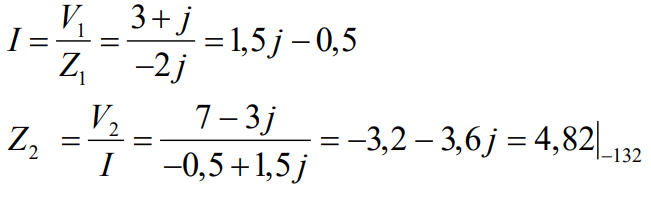 I = V₁/Z₁ = (3 + j)/(−2j) = 1,5j − 0,5
Z₂ = V₂/I = (7 − 3j)/(−0,5 + 1,5j) = −3,2 − 3,6j = 4,82|₋₁₃₂